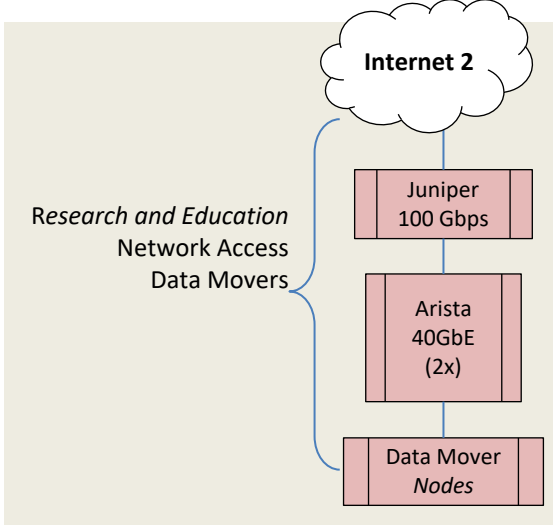 Internet 2
Research and Education
Network Access
Data Movers
Juniper
100 Gbps
Arista
40GbE
(2x)
Data Mover
Nodes